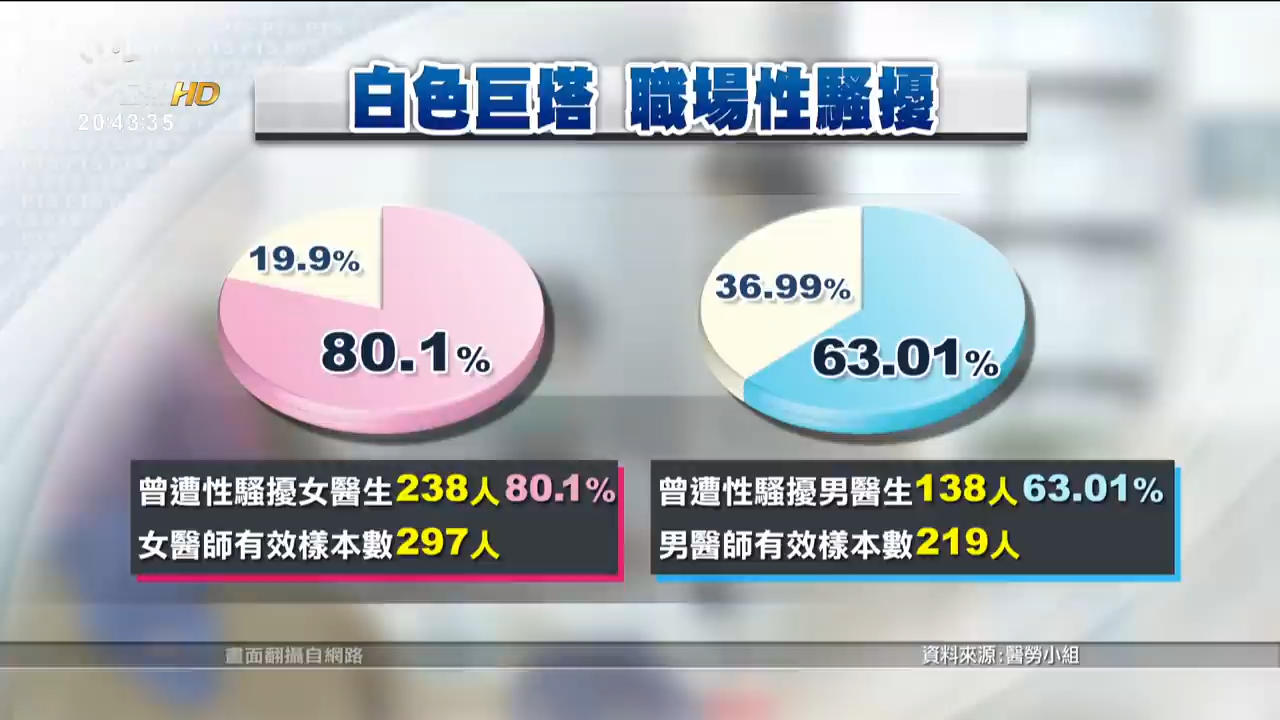 HD
20:43:35
白色巨塔 職場性騷擾
19.9%
80.1%
36.99%
63.01%
曾遭性騷擾女醫生238人80.1%
女醫師有效樣本數297人
曾遭性騷擾男醫生138人63.01%
男醫師有效樣本數219人
畫面翻攝自網路
資料來源:醫勞小組